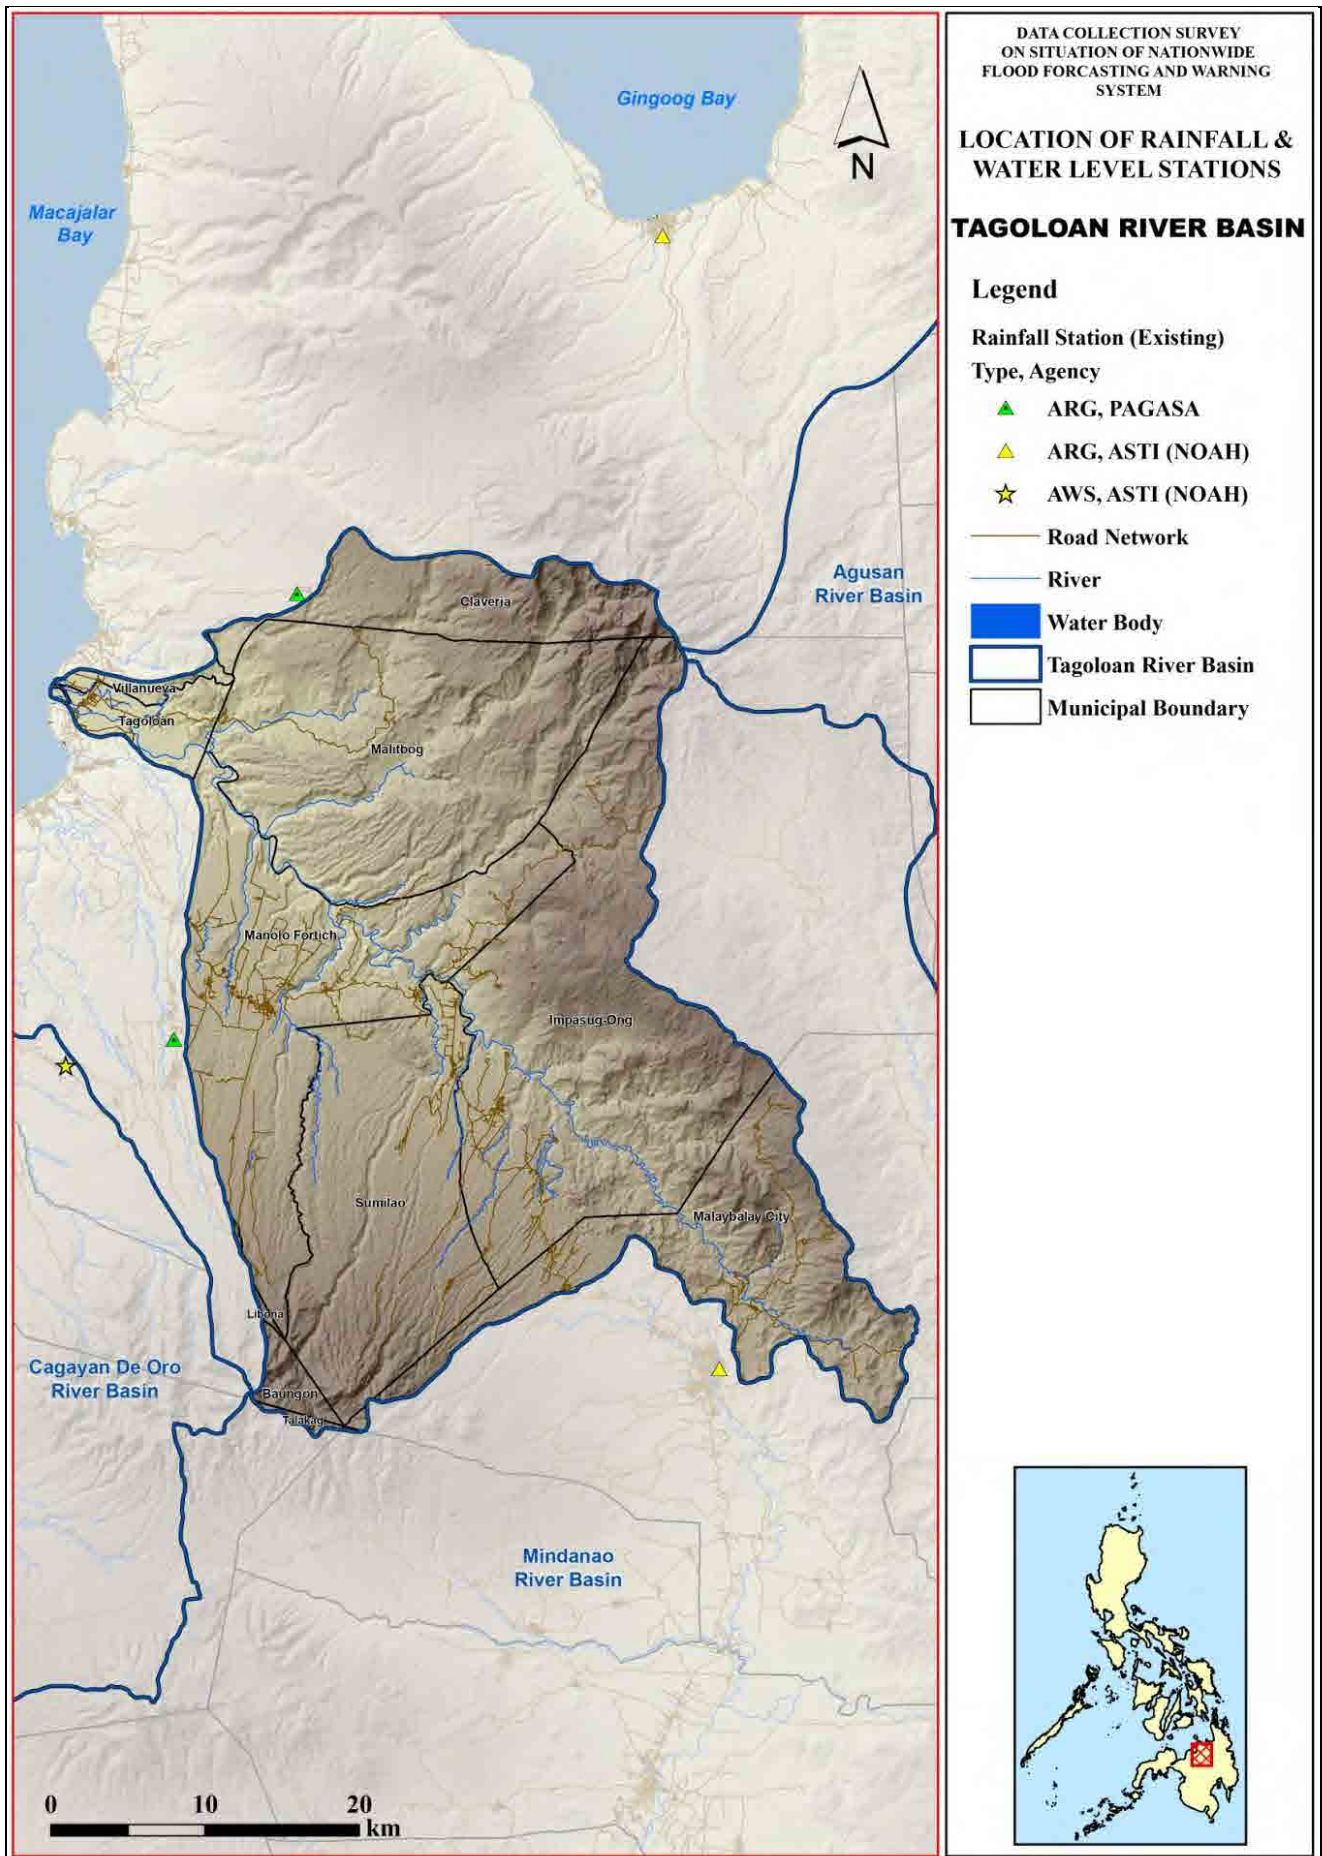 DATA COLLECTION SURVEY
ON SITUATION OF NATIONWIDE
FLOOD FORCASTING AND WARNING
SYSTEM
LOCATION OF RAINFALL &
WATER LEVEL STATIONS
TAGOLOAN RIVER BASIN
Legend
Rainfall Station (Existing)
Type, Agency
ARG, PAGASA
ARG, ASTI (NOAH)
AWS, ASTI (NOAH)
Road Network
River
Water Body
Tagoloan River Basin
Municipal Boundary
Gingoog Bay
N
Macajalar
Bay
Agusan
River Basin
Claveria
Villanueva
Tagoloan
Malitbog
Manolo Fortich
Impasug-Ong
Sumilao
Malaybalay City
Libona
Cagayan De Oro
River Basin
Baungon
Talakag
Mindanao
River Basin
0 10 20
km